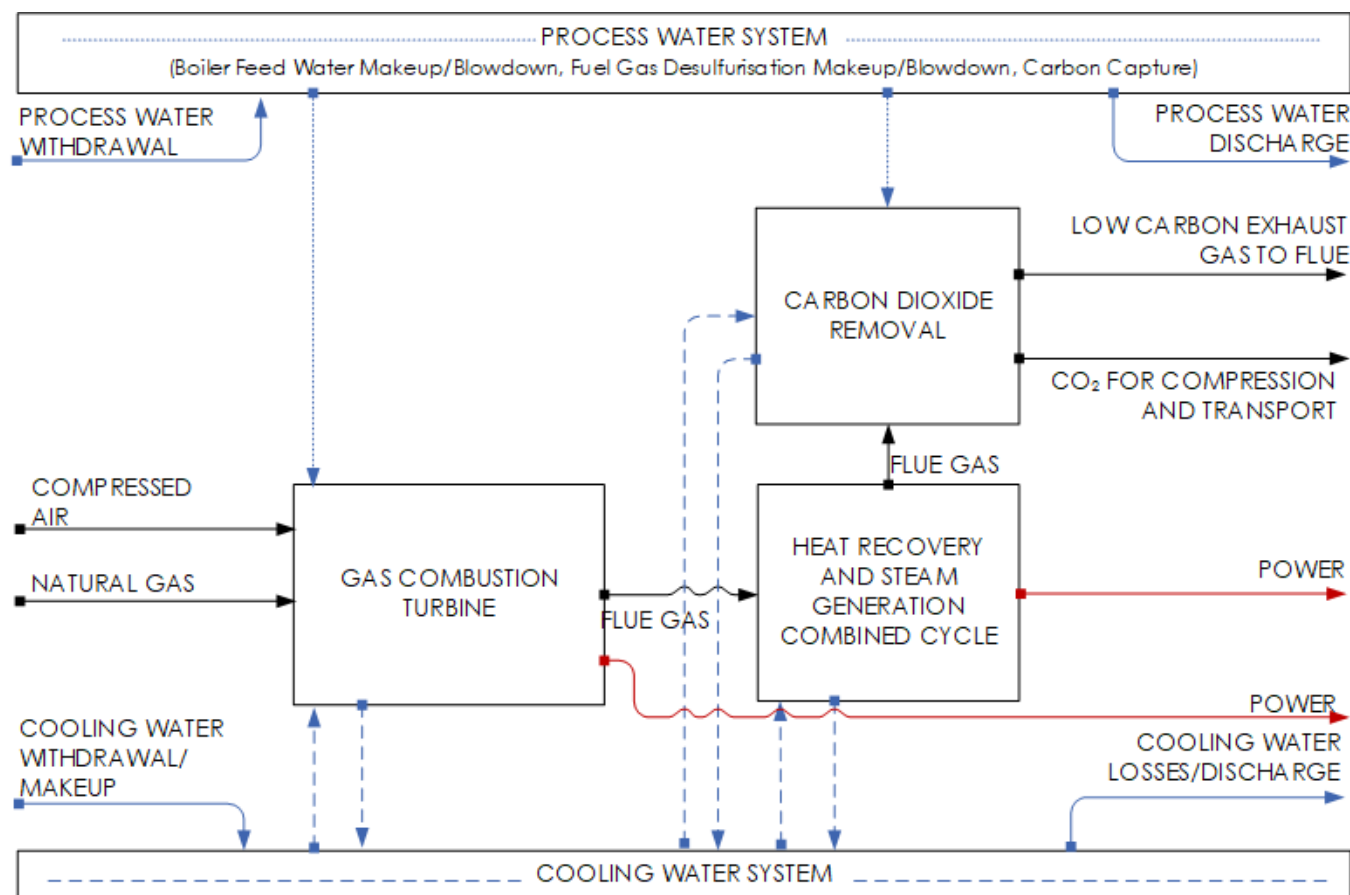 PROCESS WATER SYSTEM
(Boiler Feed Water Makeup/Blowdown, Fuel Gas Desulfurisation Makeup/Blowdown, Carbon Capture)
PROCESS WATER
WITHDRAWAL
PROCESS WATER
DISCHARGE
LOW CARBON EXHAUST
GAS TO FLUE
CARBON DIOXIDE
REMOVAL
CO₂ FOR COMPRESSION
AND TRANSPORT
FLUE GAS
COMPRESSED
AIR
NATURAL GAS
GAS COMBUSTION
TURBINE
FLUE GAS
HEAT RECOVERY
AND STEAM
GENERATION
COMBINED CYCLE
POWER
POWER
COOLING WATER
WITHDRAWAL/
MAKEUP
COOLING WATER
LOSSES/DISCHARGE
COOLING WATER SYSTEM